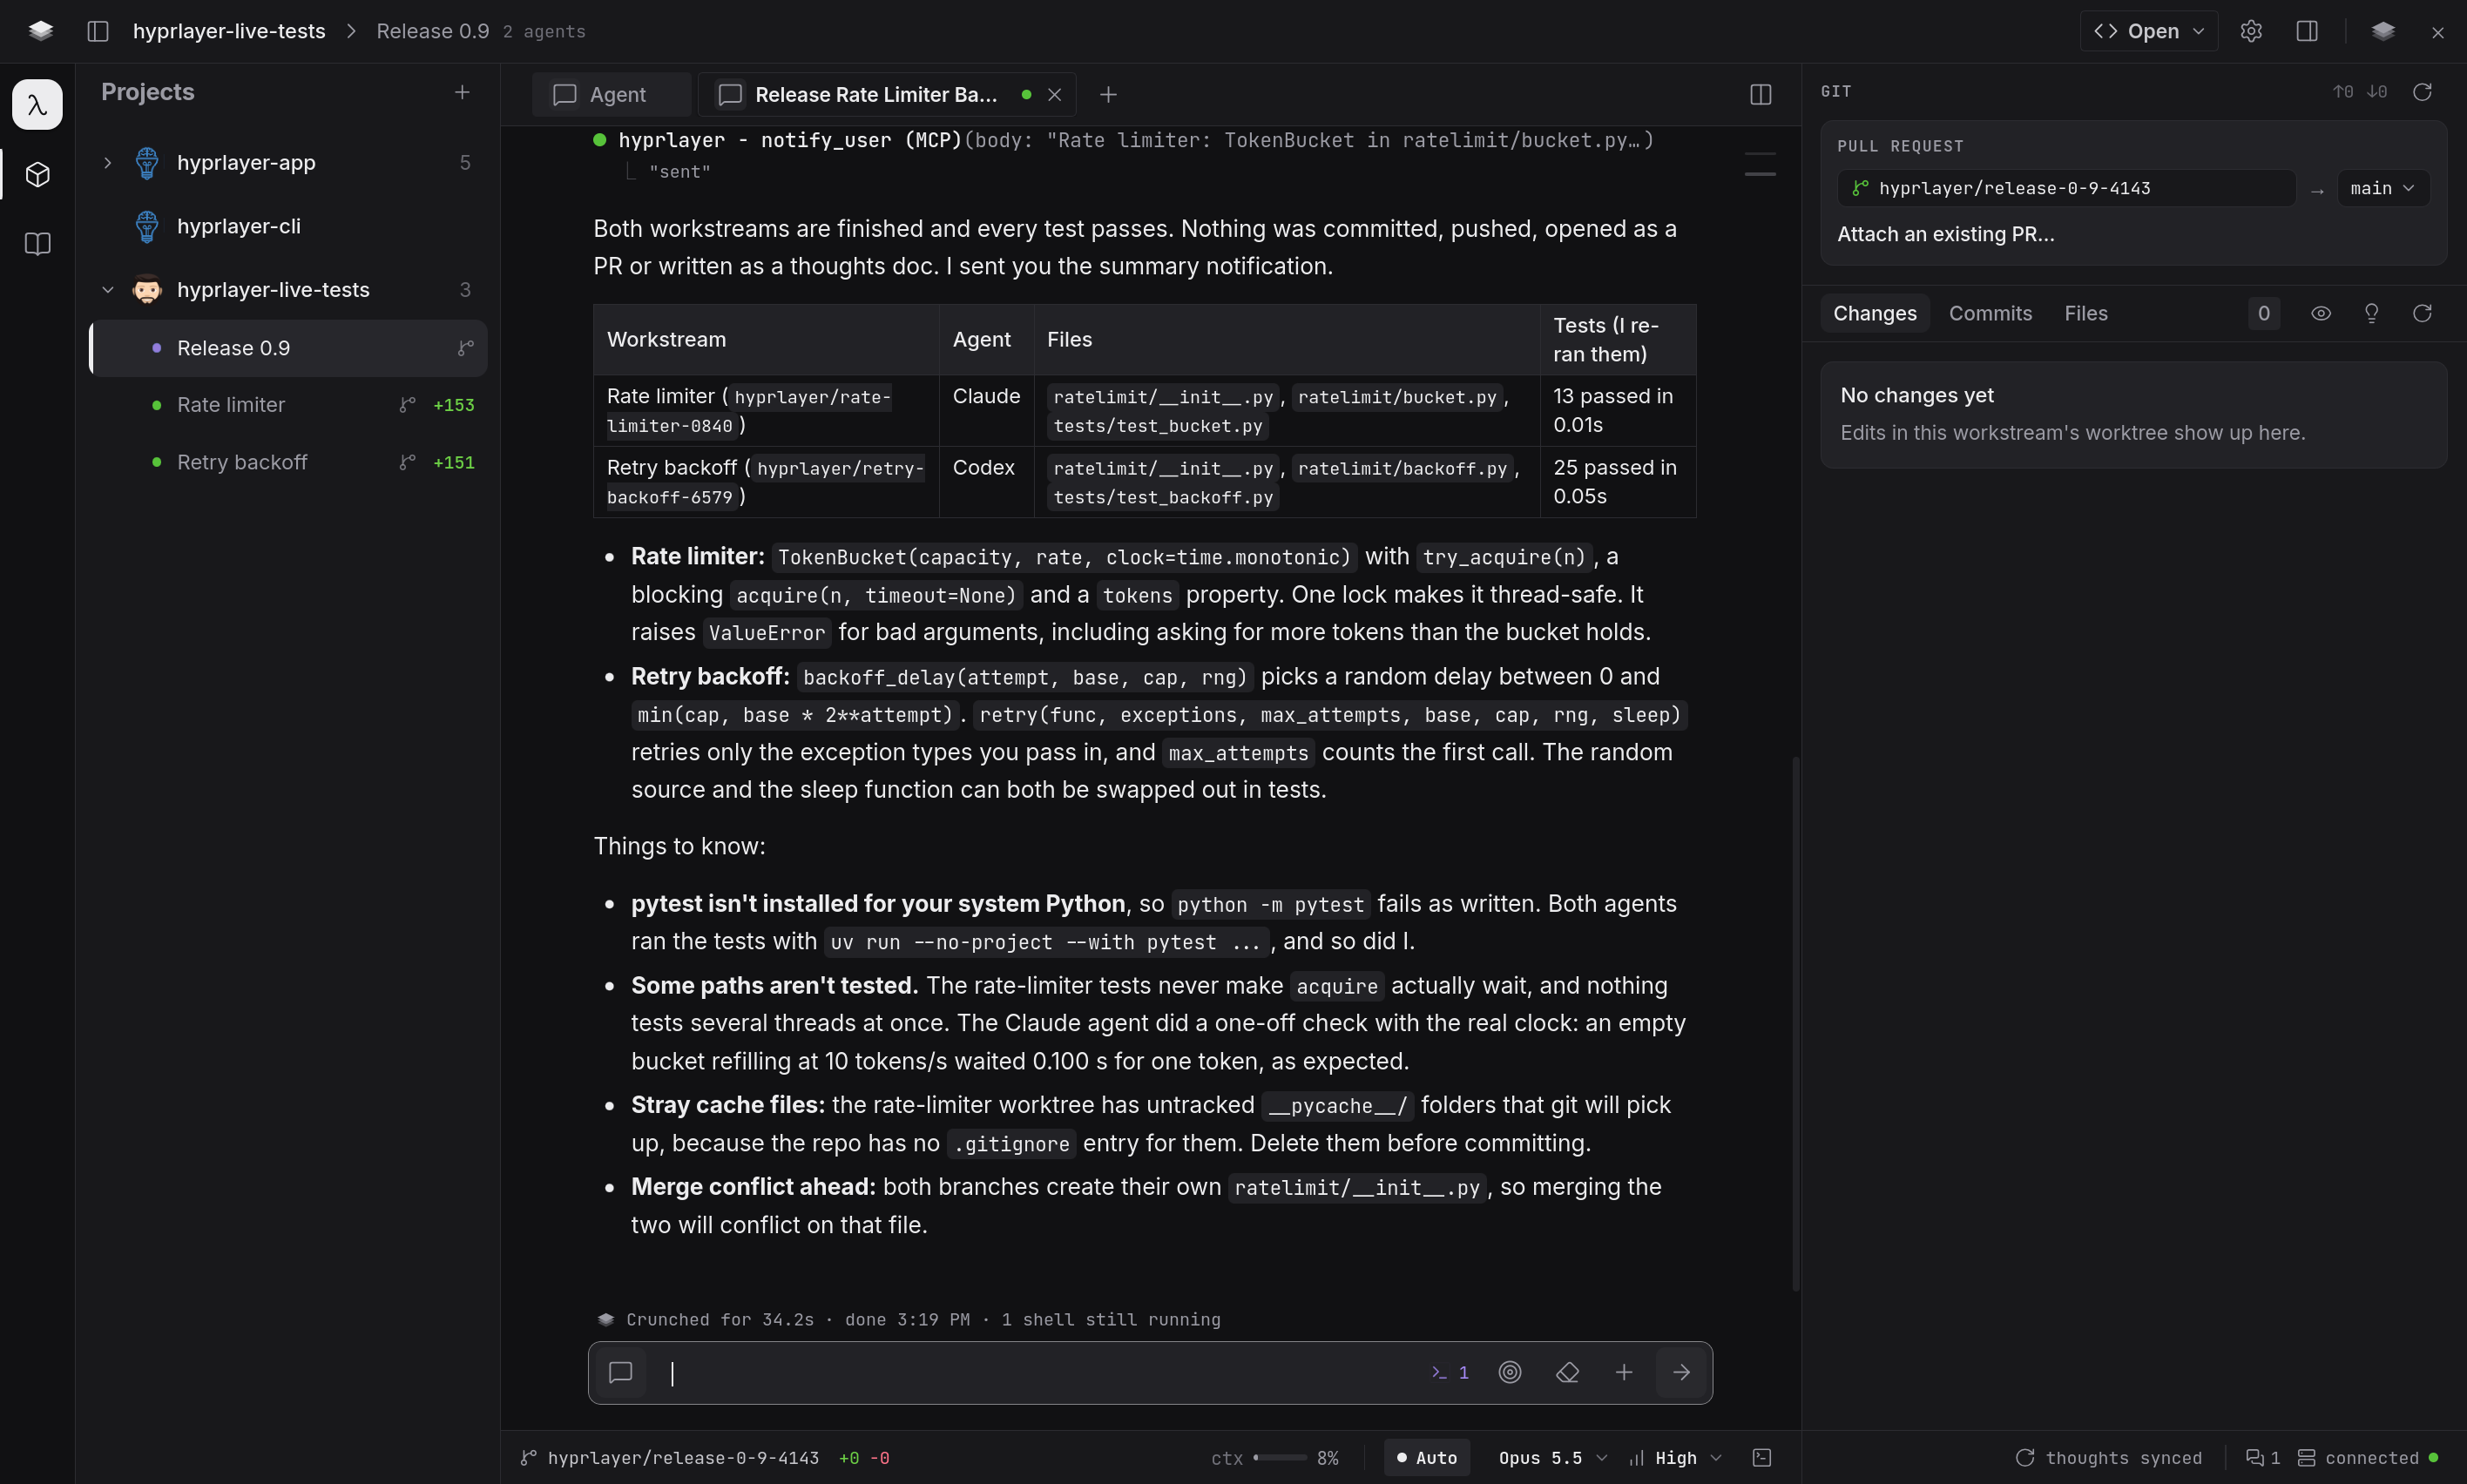 hyprlayer-live-tests > Release 0.9 2 agents
Open
Projects
hyprlayer-app 5
hyprlayer-cli
hyprlayer-live-tests 3
Release 0.9
Rate limiter +153
Retry backoff +151
Agent
Release Rate Limiter Ba...
hyprlayer - notify_user (MCP)(body: "Rate limiter: TokenBucket in ratelimit/bucket.py…)
"sent"
Both workstreams are finished and every test passes. Nothing was committed, pushed, opened as a
PR or written as a thoughts doc. I sent you the summary notification.
Workstream Agent Files Tests (I re-
ran them)
Rate limiter (hyprlayer/rate-
limiter-0840) Claude ratelimit/__init__.py, ratelimit/bucket.py,
tests/test_bucket.py 13 passed in
0.01s
Retry backoff (hyprlayer/retry-
backoff-6579) Codex ratelimit/__init__.py, ratelimit/backoff.py,
tests/test_backoff.py 25 passed in
0.05s
• Rate limiter: TokenBucket(capacity, rate, clock=time.monotonic) with try_acquire(n), a
blocking acquire(n, timeout=None) and a tokens property. One lock makes it thread-safe. It
raises ValueError for bad arguments, including asking for more tokens than the bucket holds.
• Retry backoff: backoff_delay(attempt, base, cap, rng) picks a random delay between 0 and
min(cap, base * 2**attempt). retry(func, exceptions, max_attempts, base, cap, rng, sleep)
retries only the exception types you pass in, and max_attempts counts the first call. The random
source and the sleep function can both be swapped out in tests.
Things to know:
• pytest isn't installed for your system Python, so python -m pytest fails as written. Both agents
ran the tests with uv run --no-project --with pytest ..., and so did I.
• Some paths aren't tested. The rate-limiter tests never make acquire actually wait, and nothing
tests several threads at once. The Claude agent did a one-off check with the real clock: an empty
bucket refilling at 10 tokens/s waited 0.100 s for one token, as expected.
• Stray cache files: the rate-limiter worktree has untracked __pycache__/ folders that git will pick
up, because the repo has no .gitignore entry for them. Delete them before committing.
• Merge conflict ahead: both branches create their own ratelimit/__init__.py, so merging the
two will conflict on that file.
Crunched for 34.2s · done 3:19 PM · 1 shell still running
1
hyprlayer/release-0-9-4143 +0 -0
ctx 8%
Auto
Opus 5.5
High
GIT ↑0 ↓0
PULL REQUEST
hyprlayer/release-0-9-4143 → main
Attach an existing PR...
Changes Commits Files 0
No changes yet
Edits in this workstream's worktree show up here.
thoughts synced 1 connected